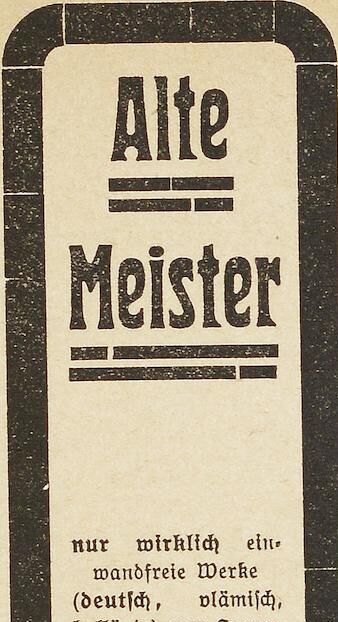 Alte
Meister
nur wirklich ein-
wandfreie Werke
(deutsch, vlämisch,